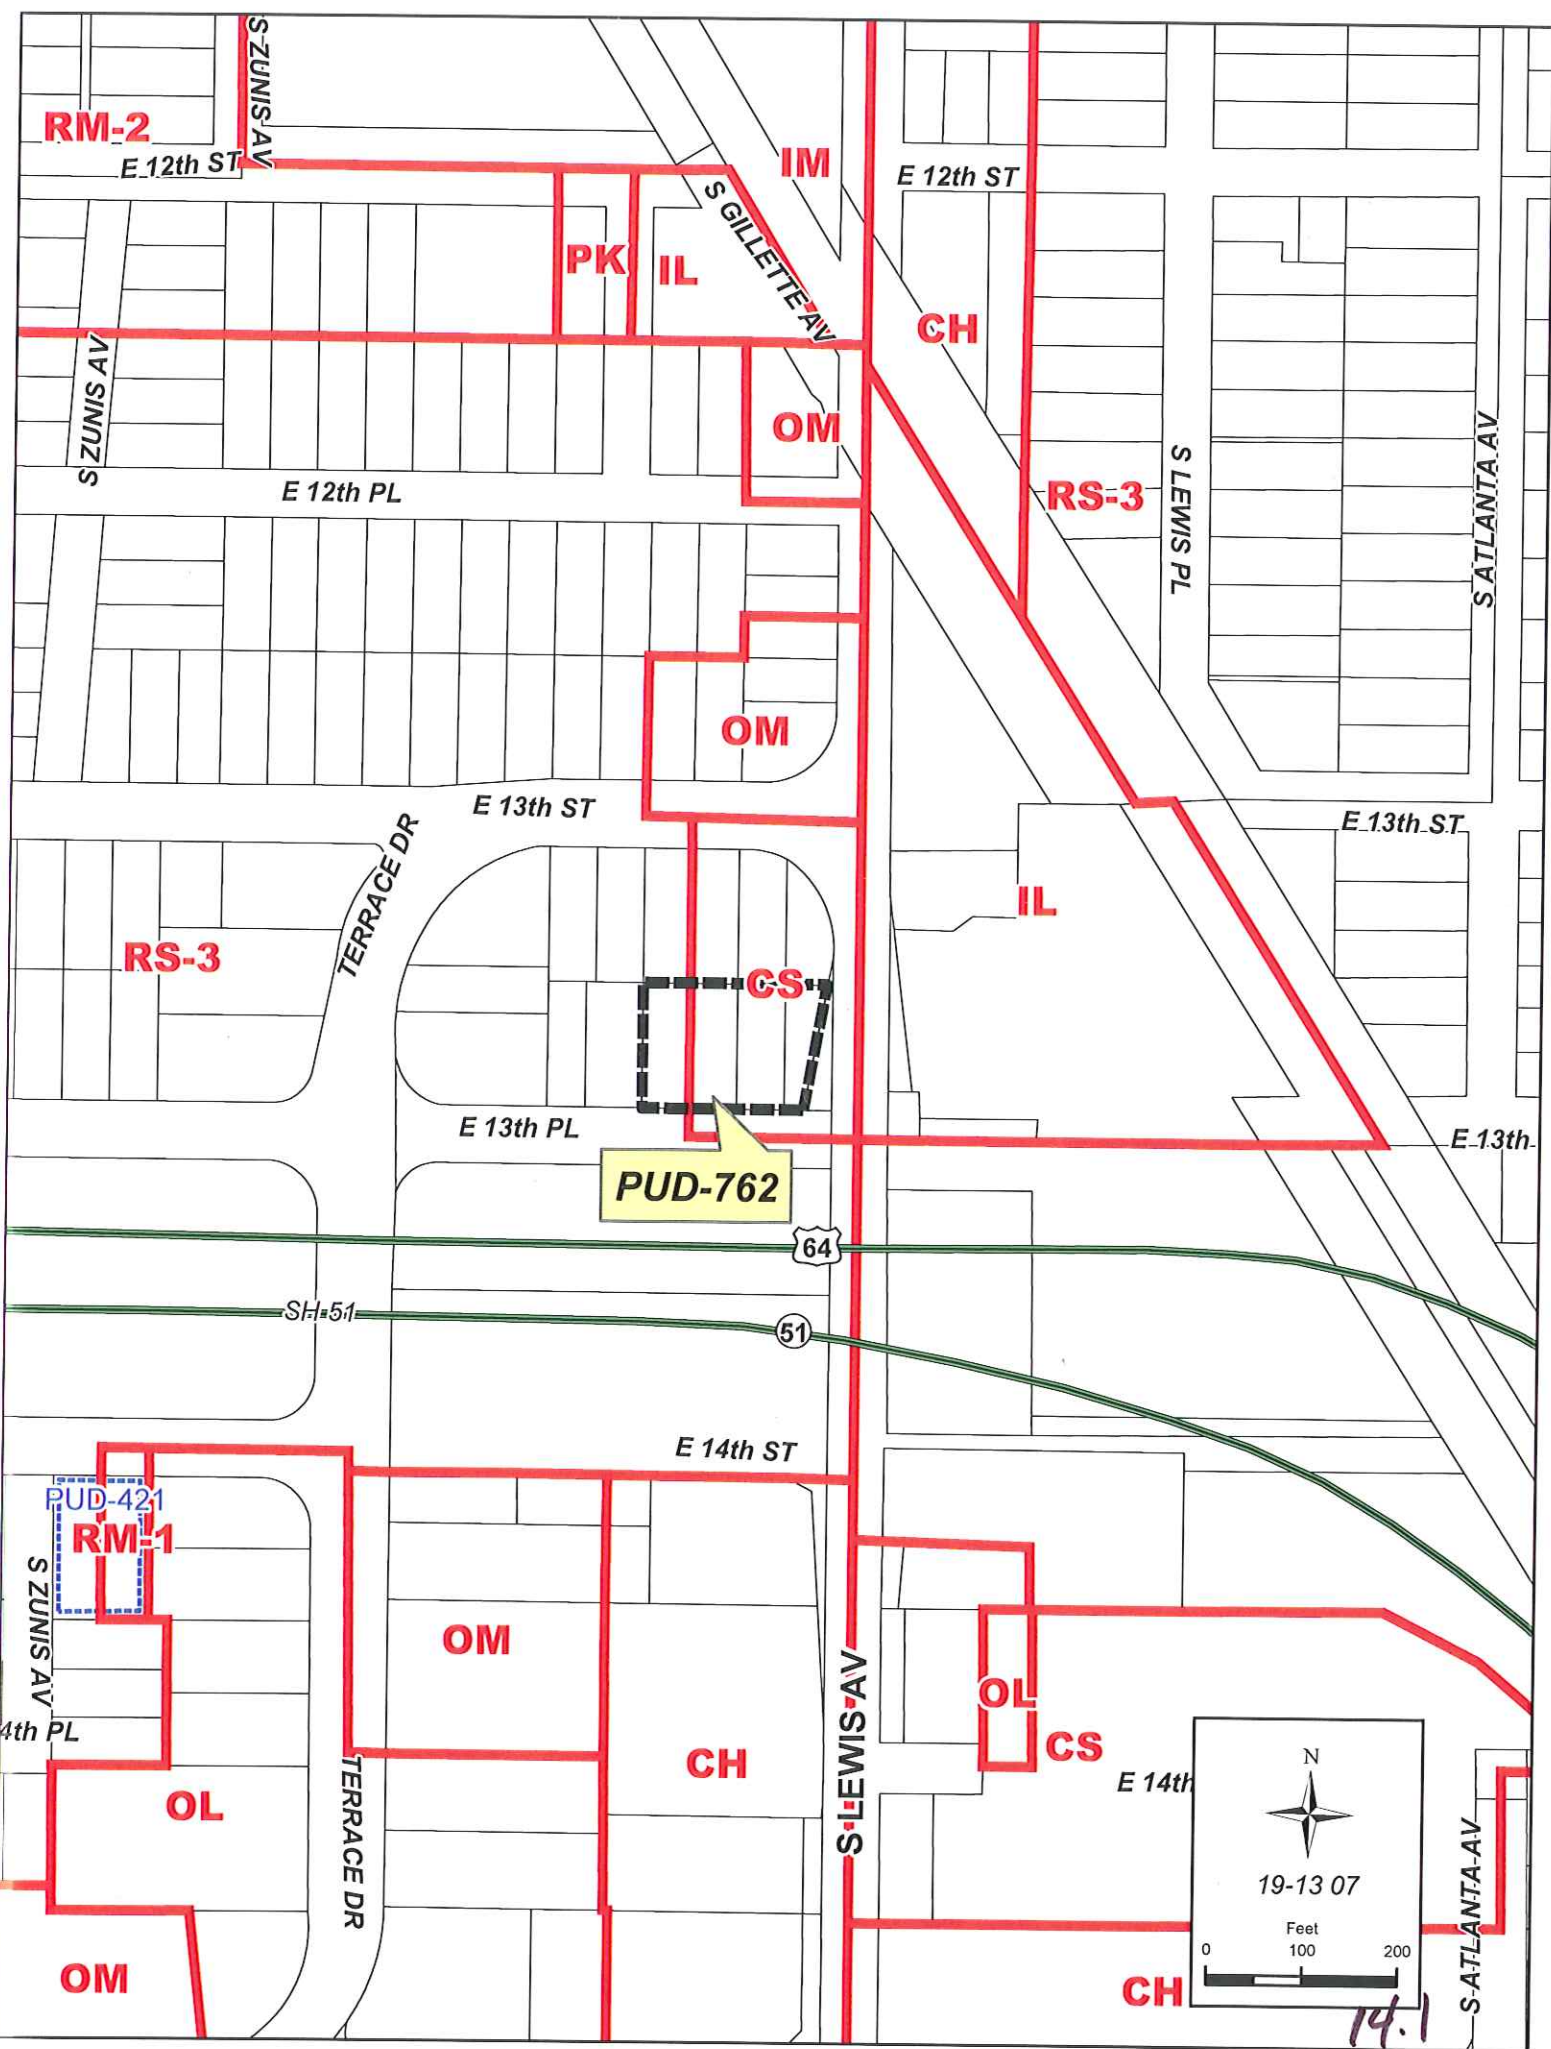 S ZUNIS AV
RM-2
E 12th ST
IM
E 12th ST
S GILLETTE AV
PK
IL
CH
S ZUNIS AV
OM
S LEWIS PL
S ATLANTA AV
E 12th PL
RS-3
OM
E 13th ST
E 13th ST
TERRACE DR
IL
RS-3
CS
E 13th PL
E 13th
PUD-762
64
SH-51
51
E 14th ST
PUD-421
RM-1
S ZUNIS AV
OM
S LEWIS AV
OL
4th PL
CH
CS
E 14th
OL
TERRACE DR
S ATLANTA AV
N
19-13 07
Feet
0 100 200
OM
CH
14.1